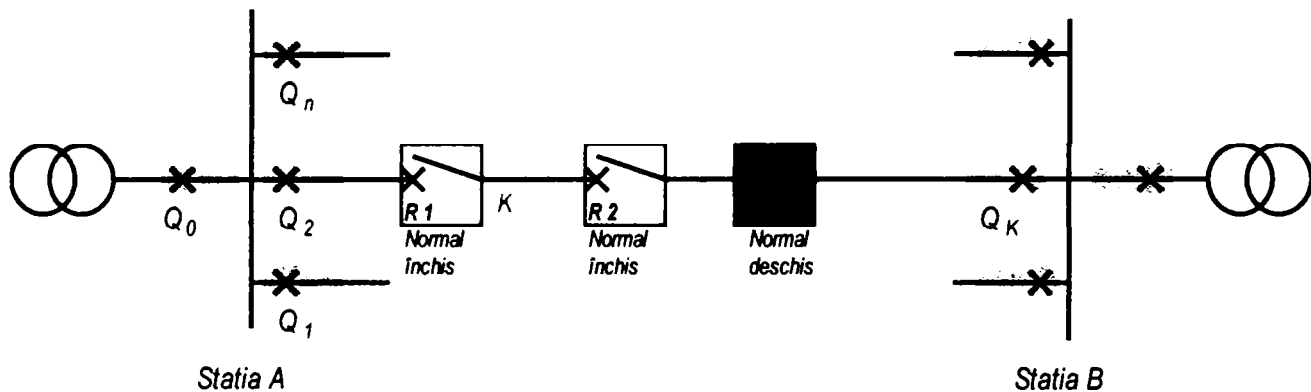 Q n
Q 0
Q 2
R 1
K
R 2
Q K
Normal
închis
Normal
închis
Normal
deschis
Q 1
Statia A
Statia B